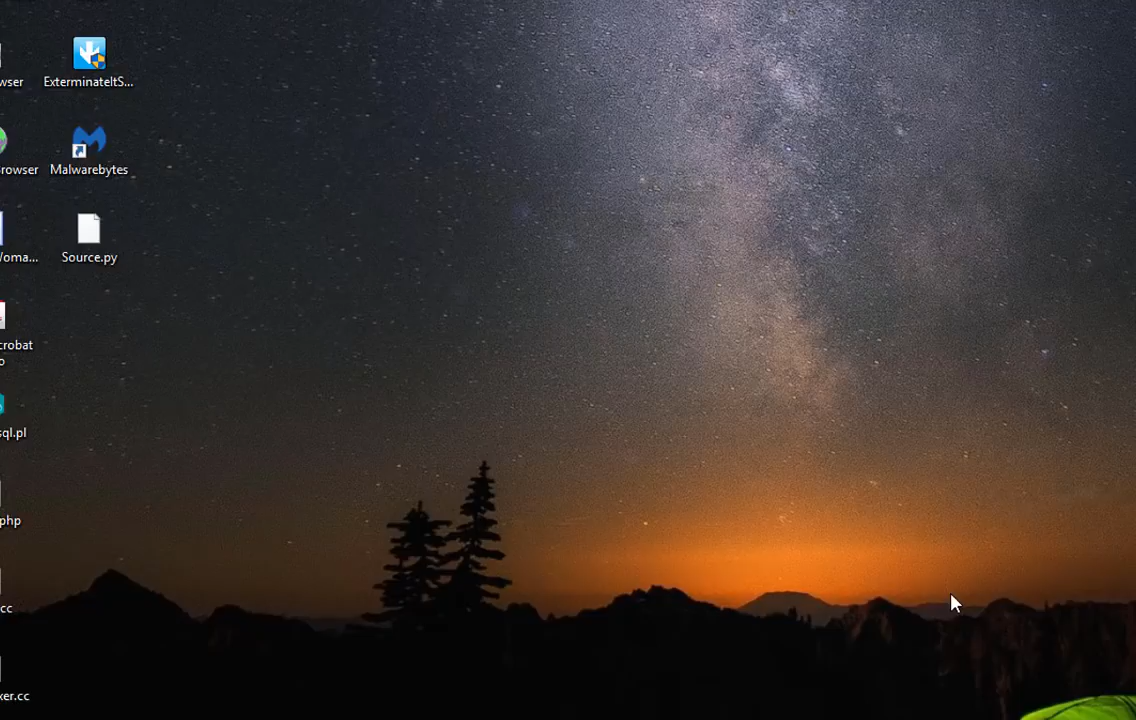 wser
ExterminateItS...
rowser
Malwarebytes
Woma...
Source.py
crobat
o
sql.pl
php
cc
xer.cc